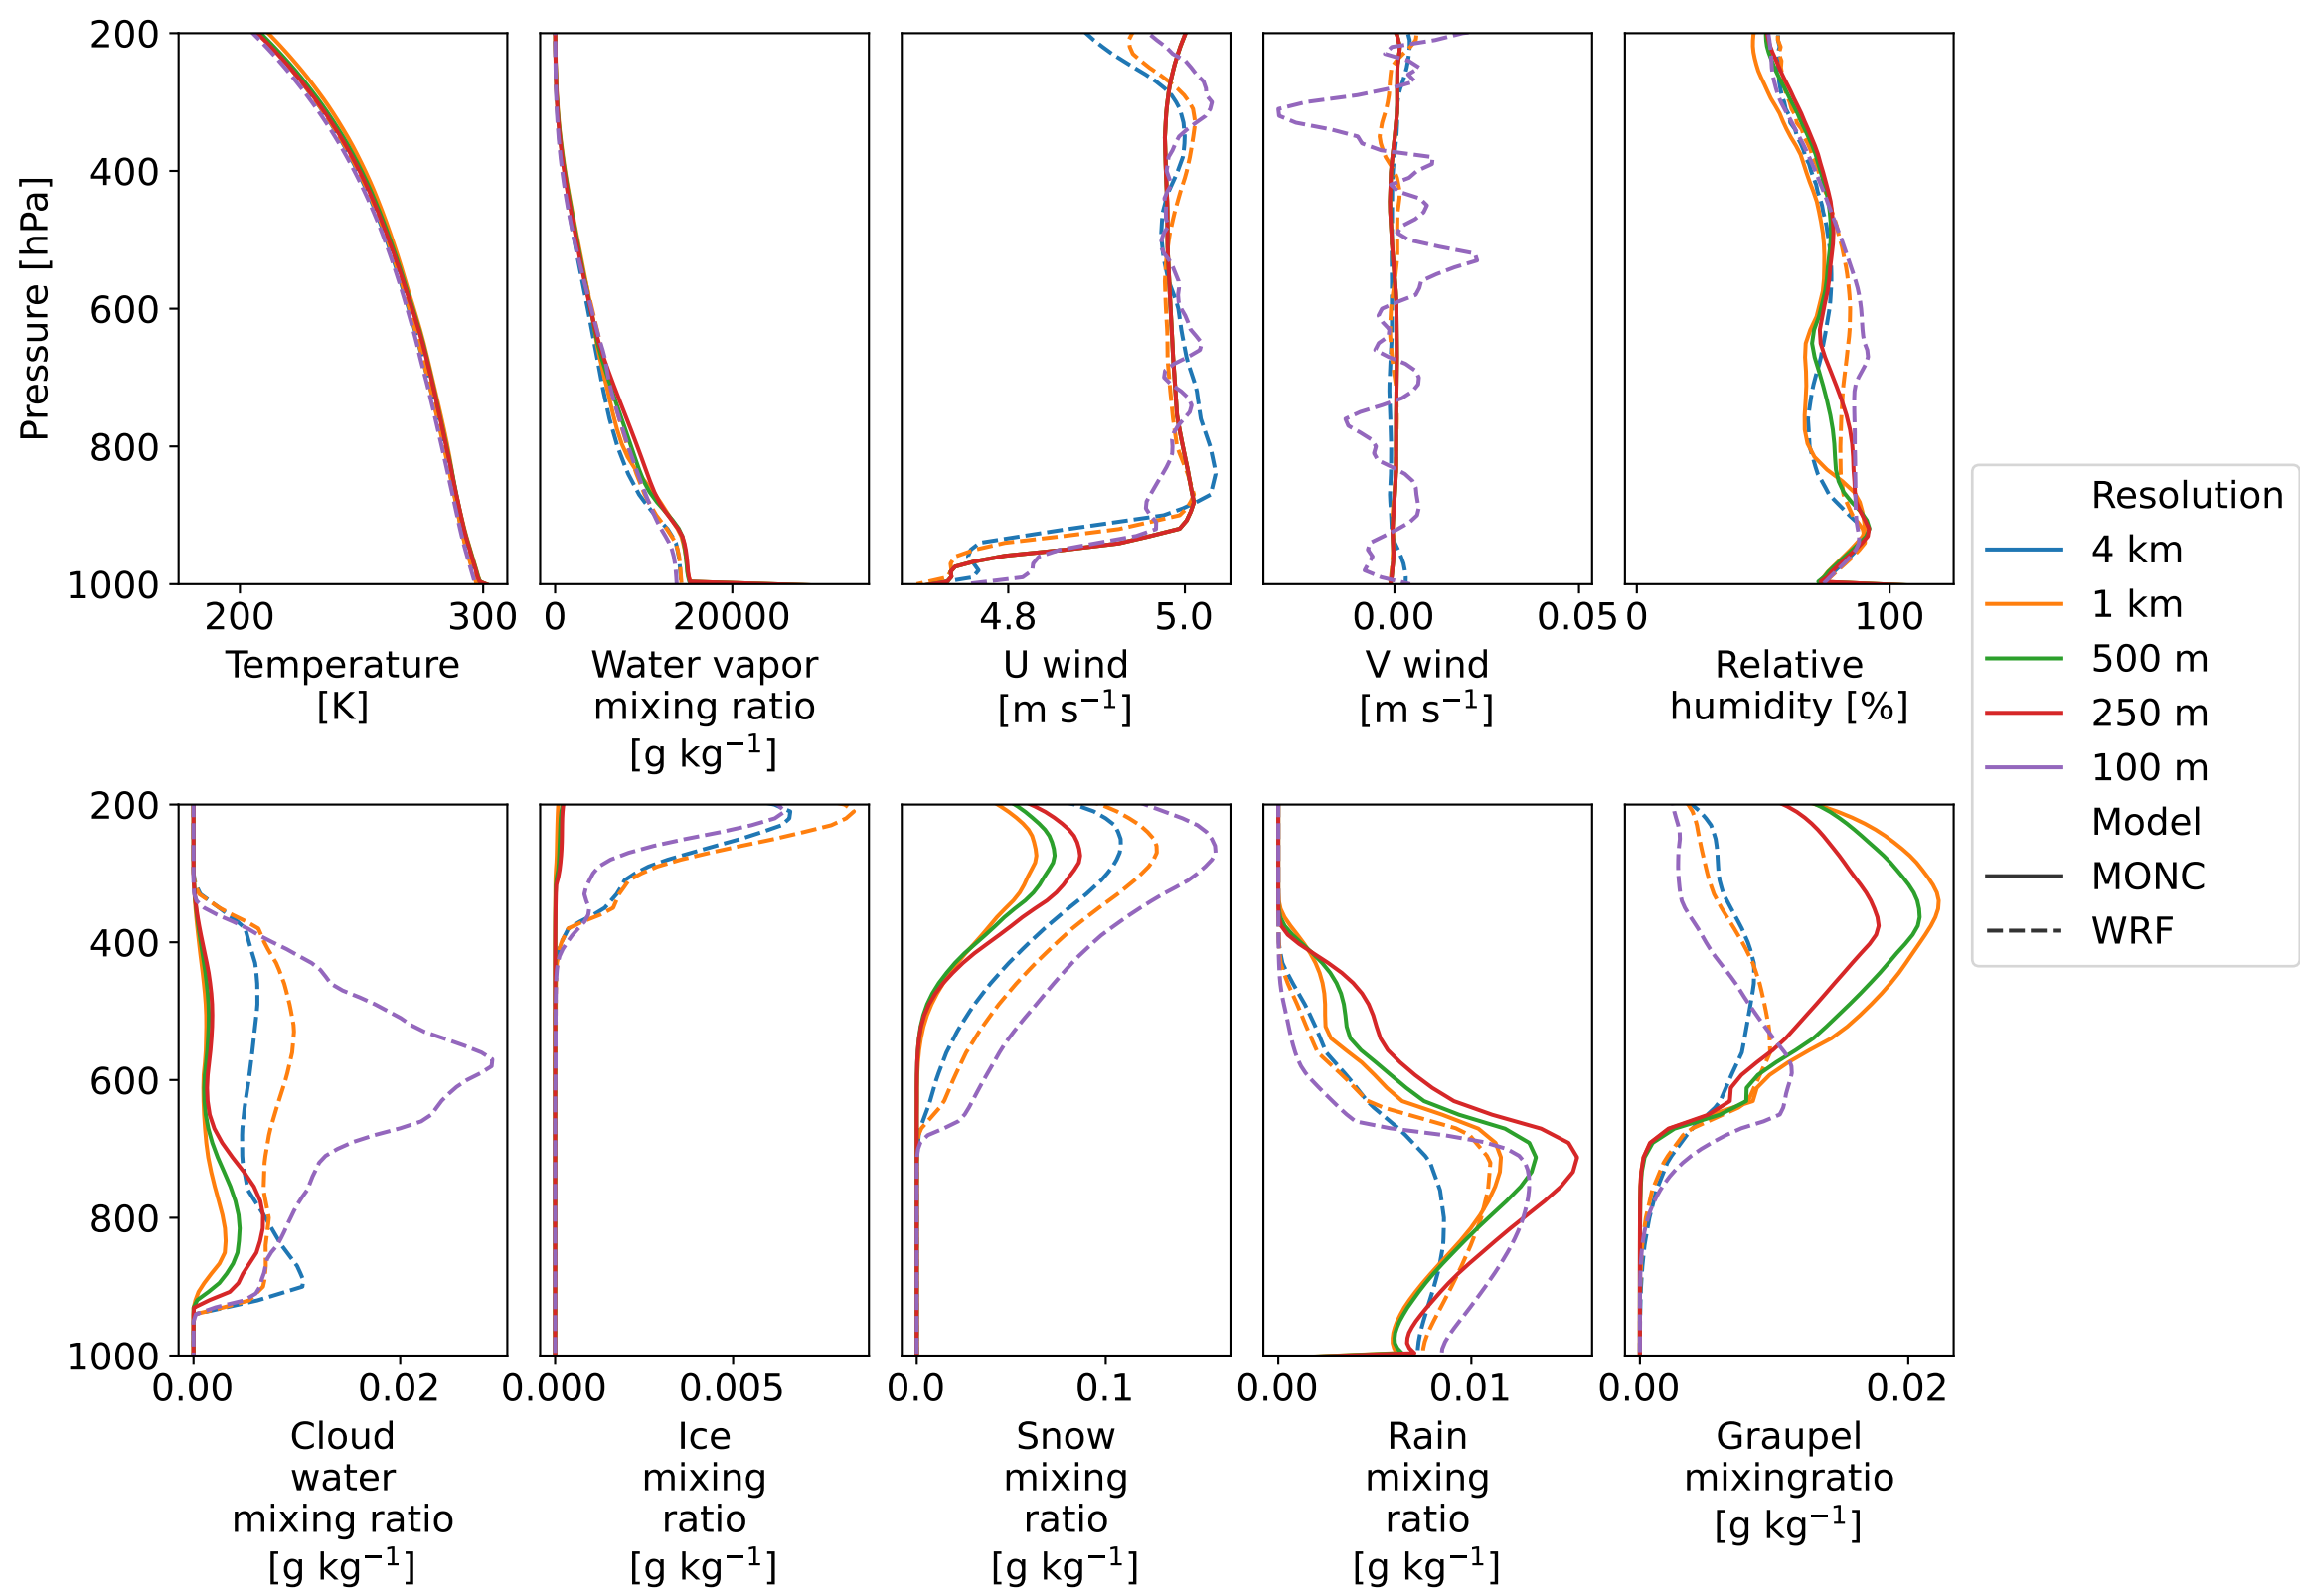 200
400
600
800
1000
Pressure [hPa]
200 300
Temperature
[K]
0 20000
Water vapor
mixing ratio
[g kg⁻¹]
4.8 5.0
U wind
[m s⁻¹]
0.00 0.05
V wind
[m s⁻¹]
0 100
Relative
humidity [%]
Resolution
4 km
1 km
500 m
250 m
100 m
Model
MONC
WRF
200
400
600
800
1000
0.00 0.02
Cloud
water
mixing ratio
[g kg⁻¹]
0.000 0.005
Ice
mixing
ratio
[g kg⁻¹]
0.0 0.1
Snow
mixing
ratio
[g kg⁻¹]
0.00 0.01
Rain
mixing
ratio
[g kg⁻¹]
0.00 0.02
Graupel
mixingratio
[g kg⁻¹]